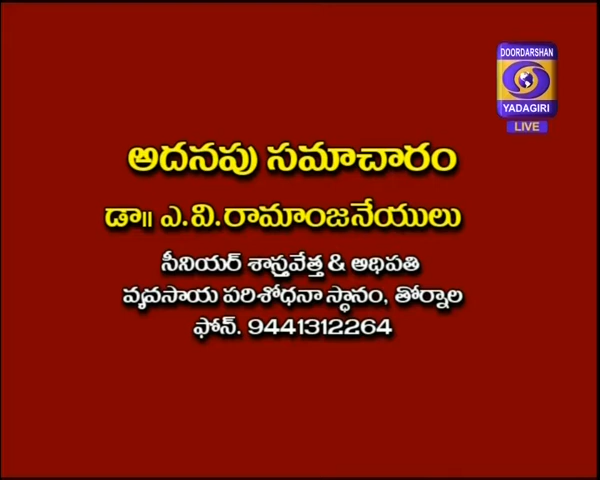 DOORDARSHAN
YADAGIRI
LIVE
అదనపు సమాచారం
డా॥ ఎ.వి.రామాంజనేయులు
సీనియర్ శాస్త్రవేత్త & అధిపతి
వ్యవసాయ పరిశోధనా స్థానం, తోర్నాల
ఫోన్. 9441312264